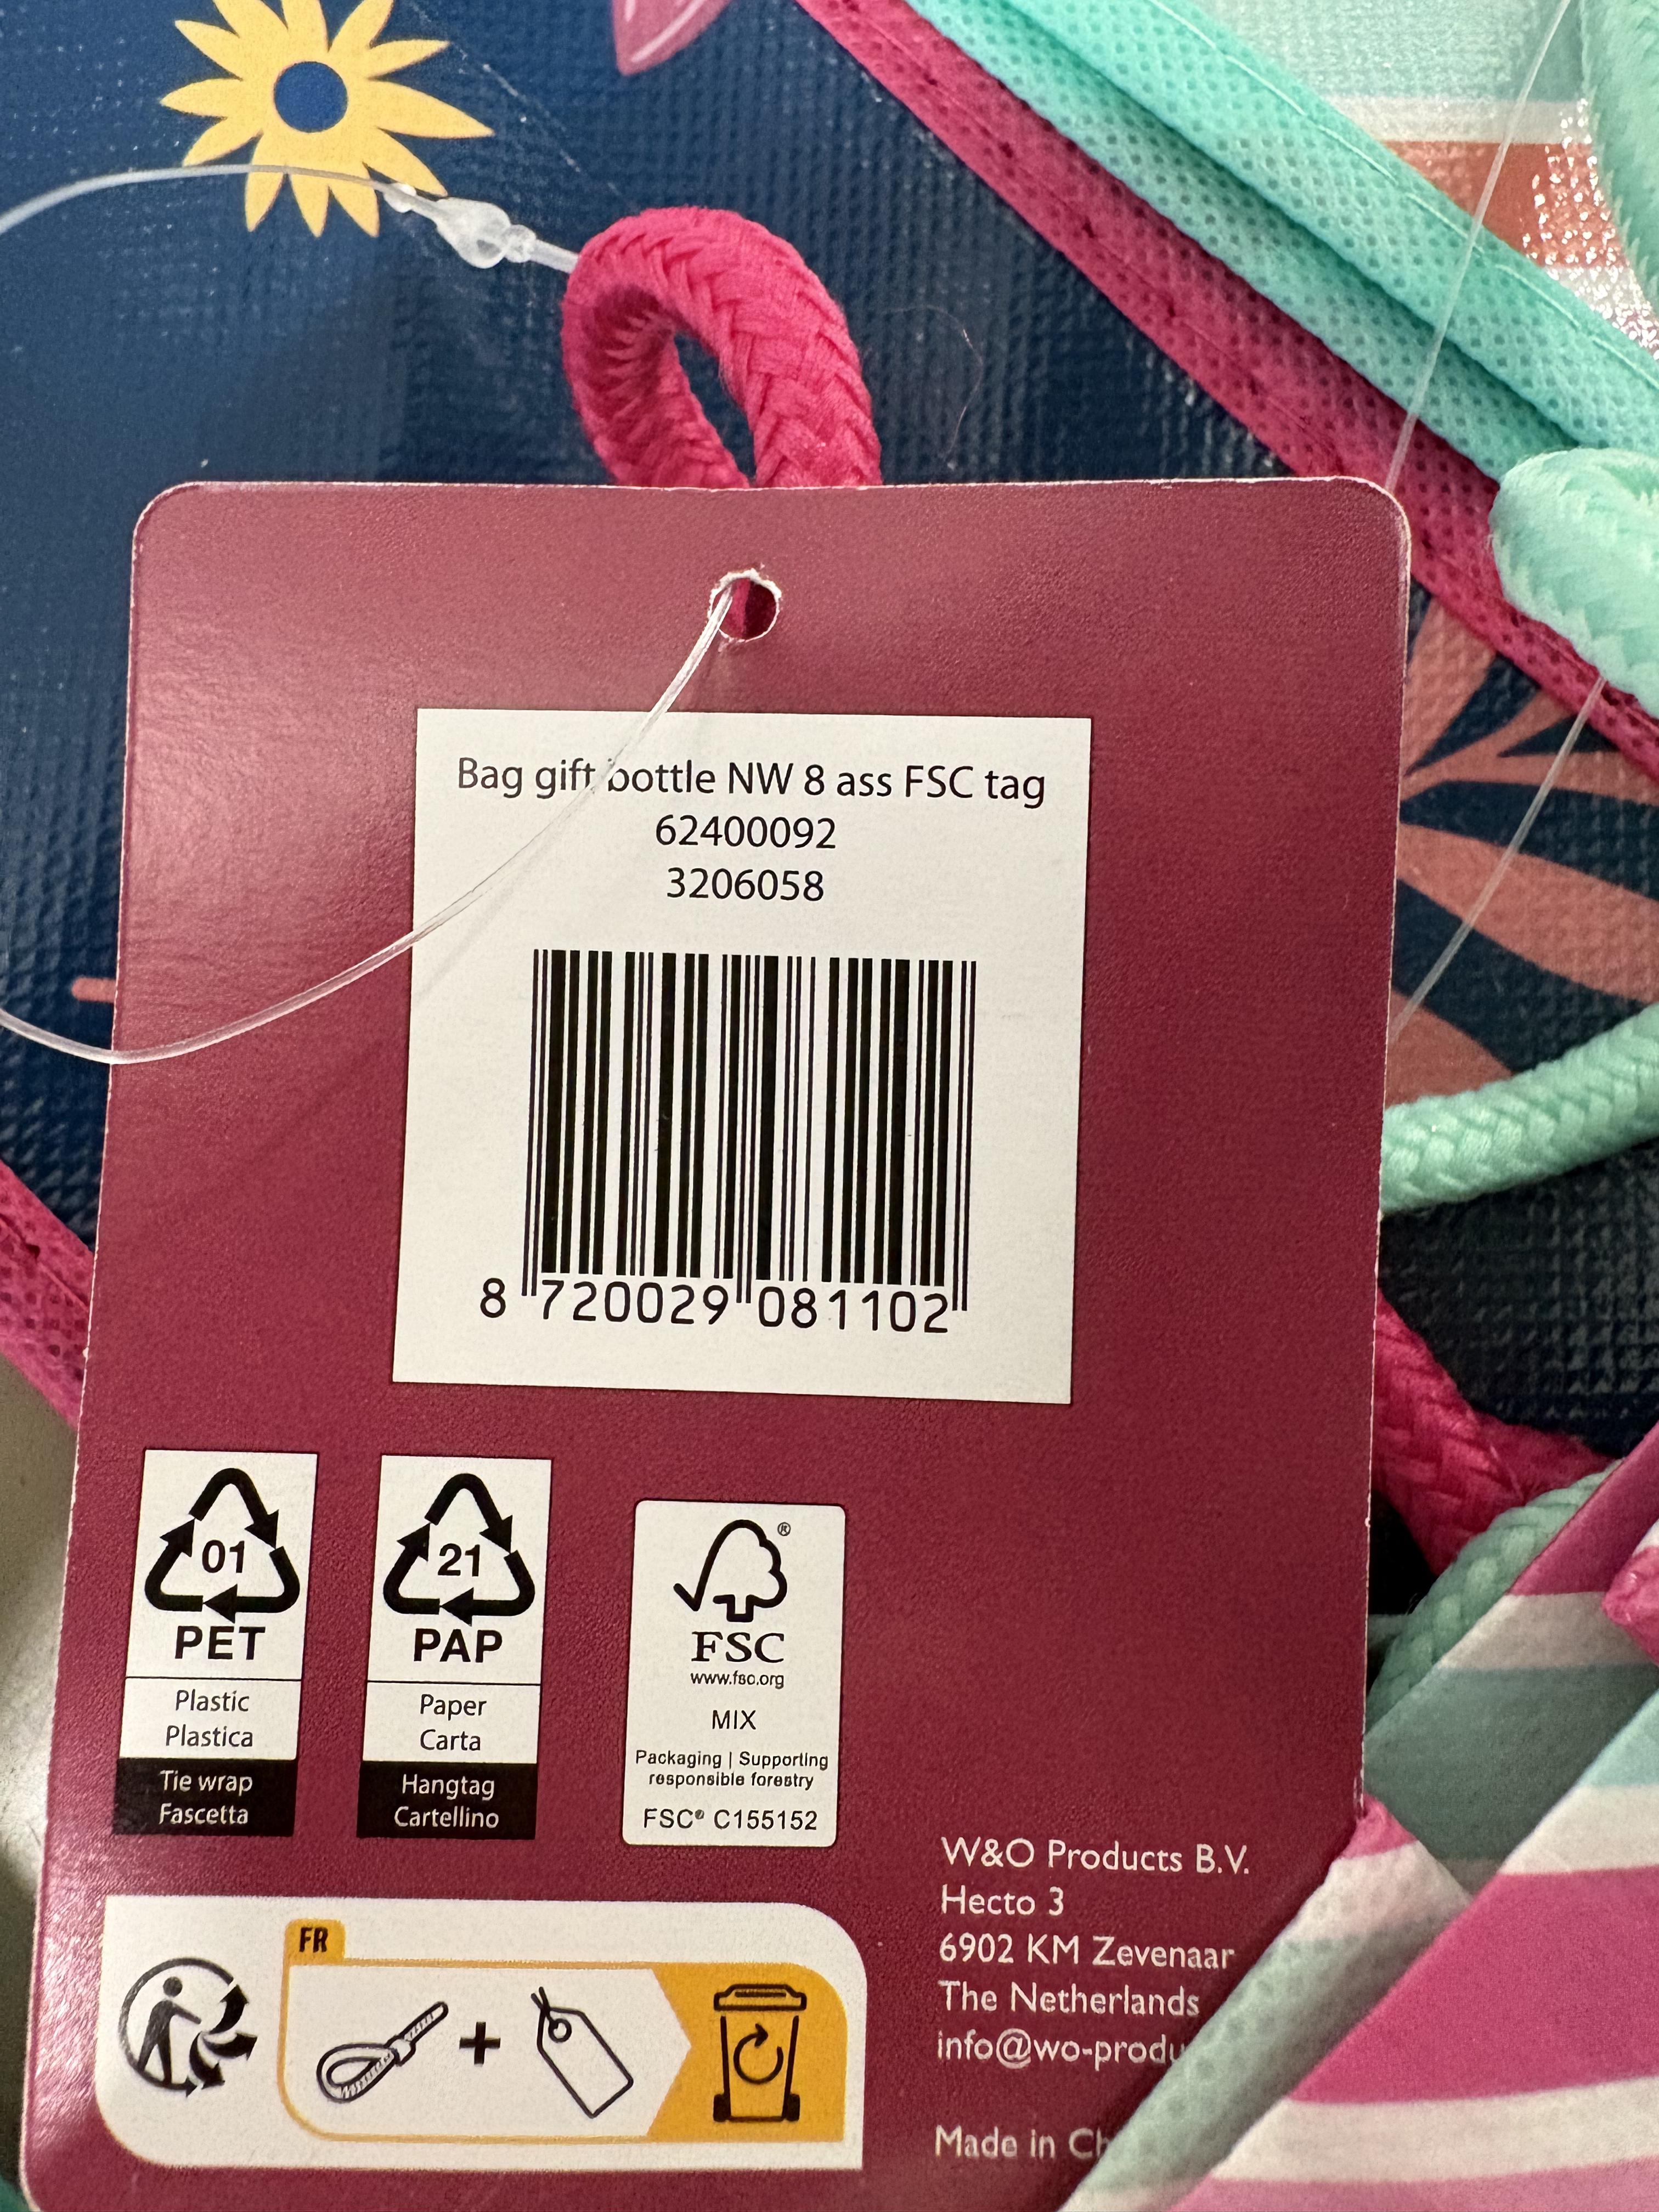 Bag gift bottle NW 8 ass FSC tag
62400092
3206058
8 720029 081102
01
PET
Plastic
Plastica
Tie wrap
Fascetta
21
PAP
Paper
Carta
Hangtag
Cartellino
®
FSC
www.fsc.org
MIX
Packaging | Supporting
responsible forestry
FSC® C155152
FR
W&O Products B.V.
Hecto 3
6902 KM Zevenaar
The Netherlands
Made in